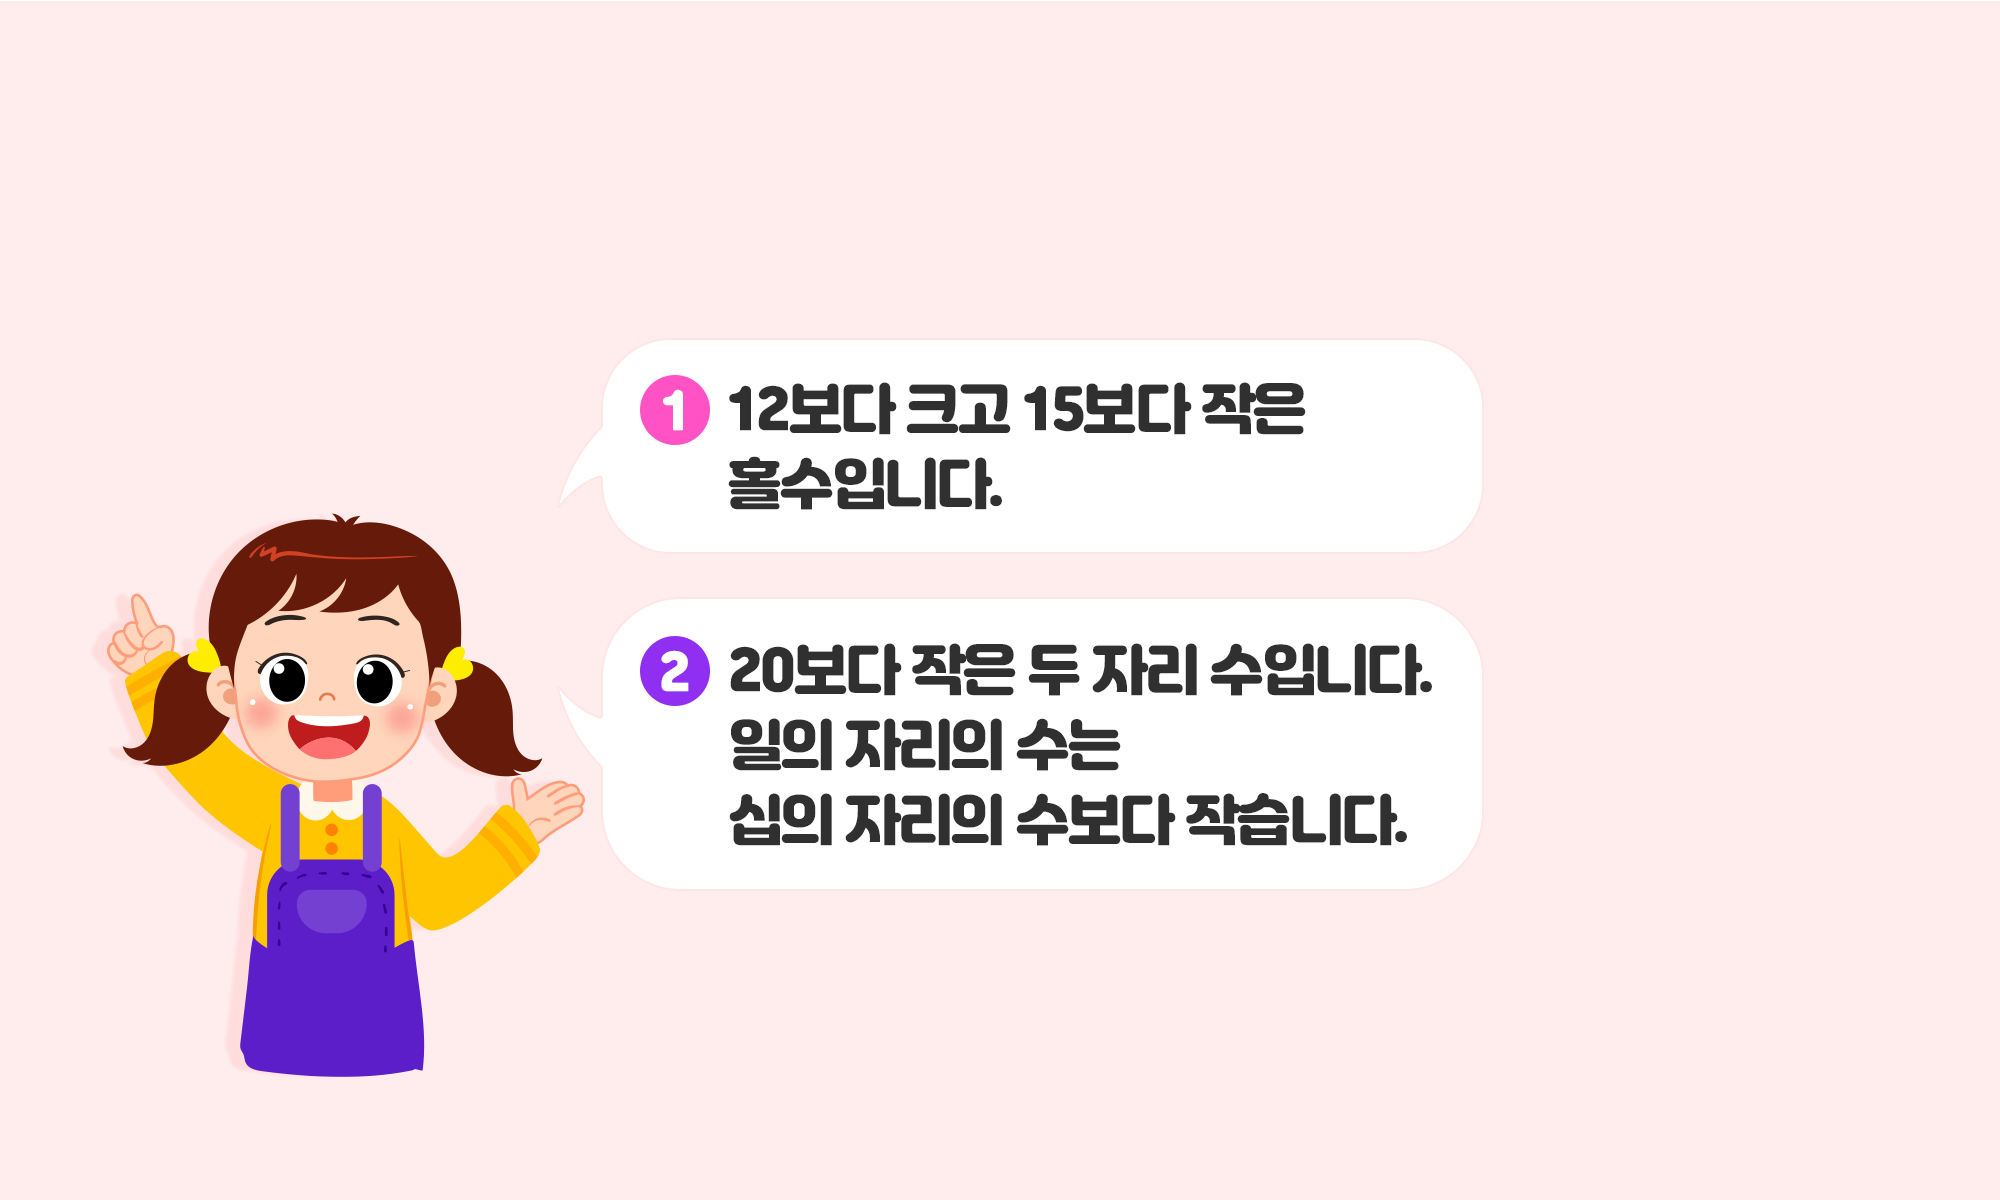 1 12보다 크고 15보다 작은
홀수입니다.
2 20보다 작은 두 자리 수입니다.
일의 자리의 수는
십의 자리의 수보다 작습니다.